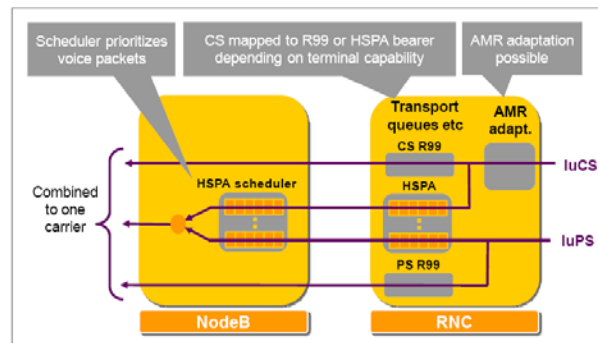 Scheduler prioritizes
voice packets
CS mapped to R99 or HSPA bearer
depending on terminal capability
AMR adaptation
possible
Transport
queues etc
AMR
adapt.
CS R99
IuCS
HSPA scheduler
HSPA
Combined
to one
carrier
IuPS
PS R99
NodeB
RNC